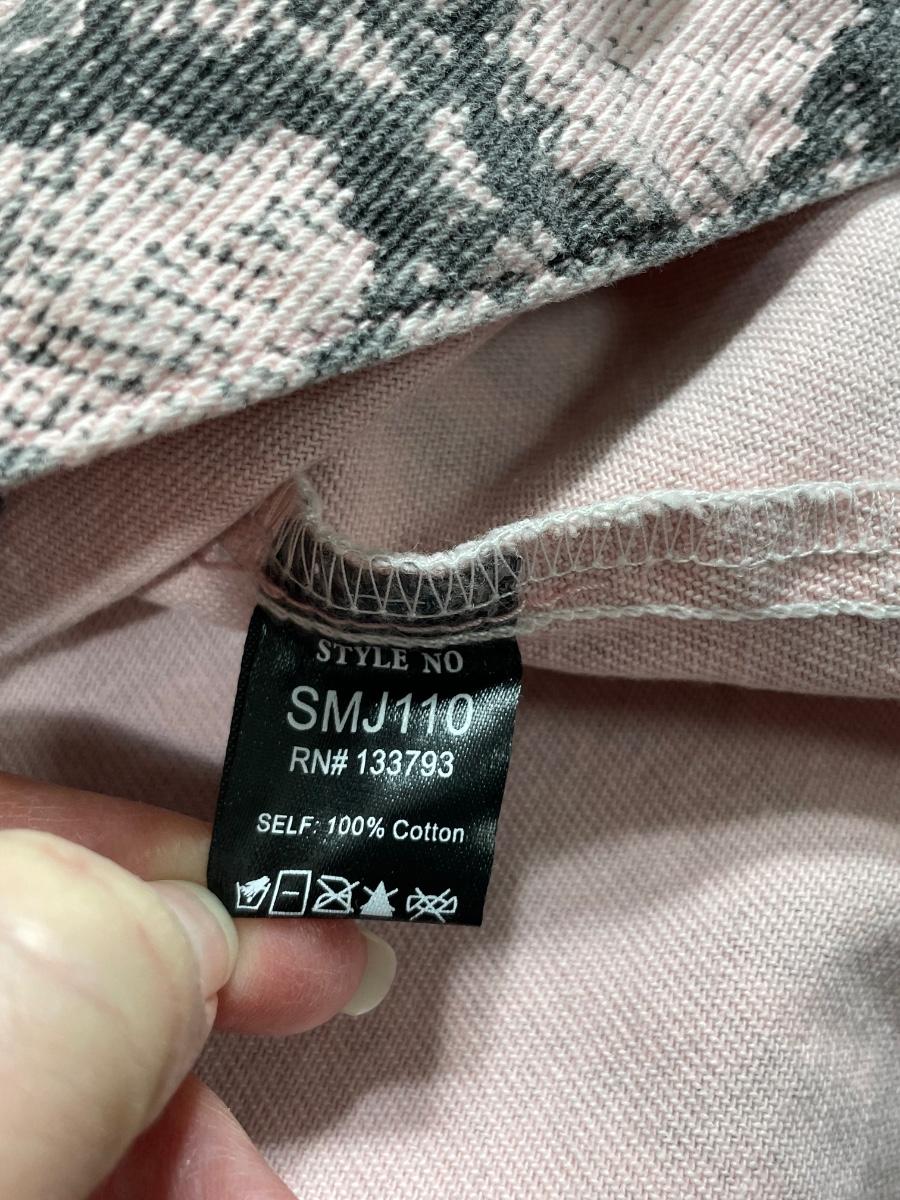 STYLE NO
SMJ110
RN# 133793
SELF: 100% Cotton